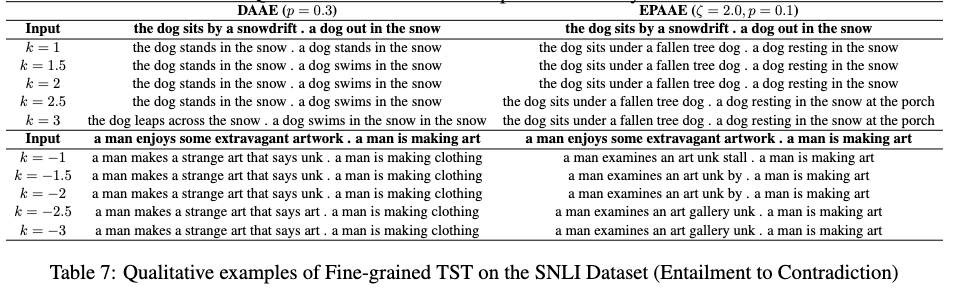 DAAE (p = 0.3) EPAAE (ζ = 2.0, p = 0.1)
Input the dog sits by a snowdrift . a dog out in the snow the dog sits by a snowdrift . a dog out in the snow
k = 1 the dog stands in the snow . a dog stands in the snow the dog sits under a fallen tree dog . a dog resting in the snow
k = 1.5 the dog stands in the snow . a dog swims in the snow the dog sits under a fallen tree dog . a dog resting in the snow
k = 2 the dog stands in the snow . a dog swims in the snow the dog sits under a fallen tree dog . a dog resting in the snow
k = 2.5 the dog stands in the snow . a dog swims in the snow the dog sits under a fallen tree dog . a dog resting in the snow at the porch
k = 3 the dog leaps across the snow . a dog swims in the snow in the snow the dog sits under a fallen tree dog . a dog resting in the snow at the porch
Input a man enjoys some extravagant artwork . a man is making art a man enjoys some extravagant artwork . a man is making art
k = −1 a man makes a strange art that says unk . a man is making clothing a man examines an art unk stall . a man is making art
k = −1.5 a man makes a strange art that says unk . a man is making clothing a man examines an art unk by . a man is making art
k = −2 a man makes a strange art that says unk . a man is making clothing a man examines an art unk by . a man is making art
k = −2.5 a man makes a strange art that says art . a man is making clothing a man examines an art gallery unk . a man is making art
k = −3 a man makes a strange art that says art . a man is making clothing a man examines an art gallery unk . a man is making art
Table 7: Qualitative examples of Fine-grained TST on the SNLI Dataset (Entailment to Contradiction)